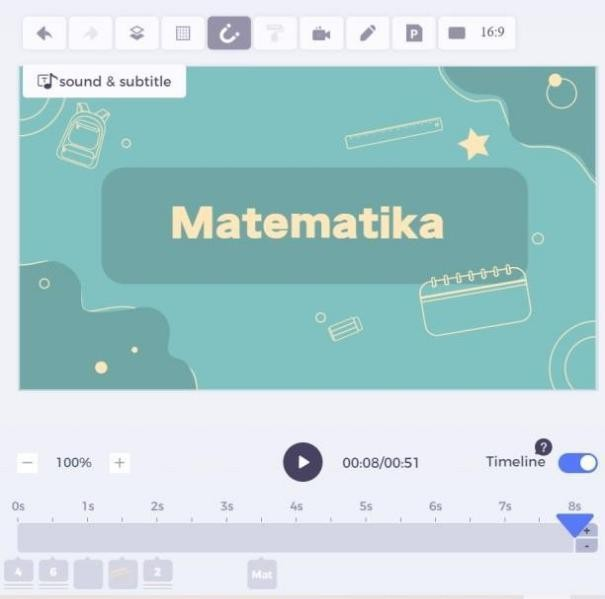 P 16:9
sound & subtitle
Matematika
100% 00:08/00:51 Timeline ?
0s 1s 2s 3s 4s 5s 6s 7s 8s
+
-
4 6 2 Mat